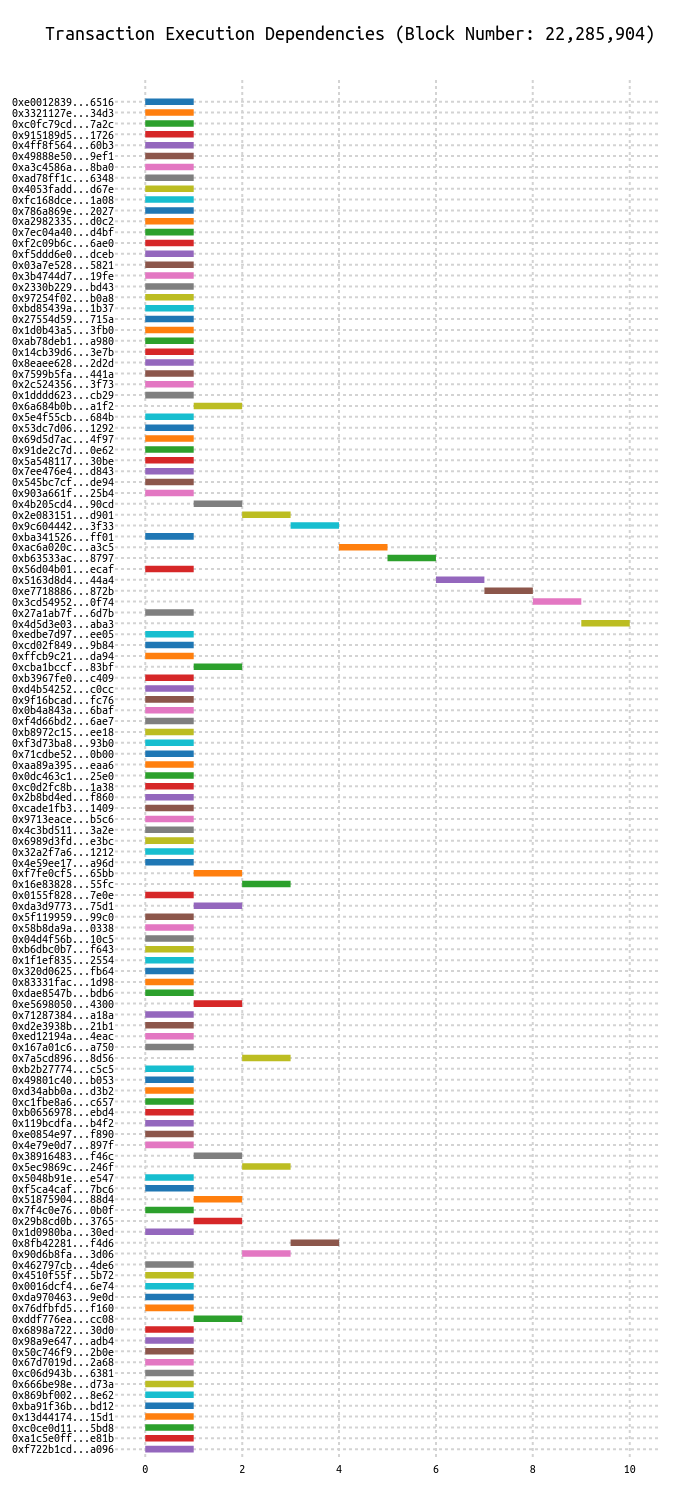 Transaction Execution Dependencies (Block Number: 22,285,904)
0xe0012839...6516
0x3321127e...34d3
0xc0fc79cd...7a2c
0x915189d5...1726
0x4ff8f564...60b3
0x49888e50...9ef1
0xa3c4586a...8ba0
0xad78ff1c...6348
0x4053fadd...d67e
0xfc168dce...1a08
0x786a869e...2027
0xa2982335...d0c2
0x7ec04a40...d4bf
0xf2c09b6c...6ae0
0xf5ddd6e0...dceb
0x03a7e528...5821
0x3b4744d7...19fe
0x2330b229...bd43
0x97254f02...b0a8
0xbd85439a...1b37
0x27554d59...715a
0x1d0b43a5...3fb0
0xab78deb1...a980
0x14cb39d6...3e7b
0x8eaee628...2d2d
0x7599b5fa...441a
0x2c524356...3f73
0x1dddd623...cb29
0x6a684b0b...a1f2
0x5e4f55cb...684b
0x53dc7d06...1292
0x69d5d7ac...4f97
0x91de2c7d...0e62
0x5a548117...30be
0x7ee476e4...d843
0x545bc7cf...de94
0x903a661f...25b4
0x4b205cd4...90cd
0x2e083151...d901
0x9c604442...3f33
0xba341526...ff01
0xac6a020c...a3c5
0xb63533ac...8797
0x56d04b01...ecaf
0x5163d8d4...44a4
0xe7718886...872b
0x3cd54952...0f74
0x27a1ab7f...6d7b
0x4d5d3e03...aba3
0xedbe7d97...ee05
0xcd02f849...9b84
0xffcb9c21...da94
0xcba1bccf...83bf
0xb3967fe0...c409
0xd4b54252...c0cc
0x9f16bcad...fc76
0x0b4a843a...6baf
0xf4d66bd2...6ae7
0xb8972c15...ee18
0xf3d73ba8...93b0
0x71cdbe52...0b00
0xaa89a395...eaa6
0x0dc463c1...25e0
0xc0d2fc8b...1a38
0x2b8bd4ed...f860
0xcade1fb3...1409
0x9713eace...b5c6
0x4c3bd511...3a2e
0x6989d3fd...e3bc
0x32a2f7a6...1212
0x4e59ee17...a96d
0xf7fe0cf5...65bb
0x16e83828...55fc
0x0155f828...7e0e
0xda3d9773...75d1
0x5f119959...99c0
0x58b8da9a...0338
0x04d4f56b...10c5
0xb6dbc0b7...f643
0x1f1ef835...2554
0x320d0625...fb64
0x83331fac...1d98
0xdae8547b...bdb6
0xe5698050...4300
0x71287384...a18a
0xd2e3938b...21b1
0xed12194a...4eac
0x167a01c6...a750
0x7a5cd896...8d56
0xb2b27774...c5c5
0x49801c40...b053
0xd34abb0a...d3b2
0xc1fbe8a6...c657
0xb0656978...ebd4
0x119bcdfa...b4f2
0xe0854e97...f890
0x4e79e0d7...897f
0x38916483...f46c
0x5ec9869c...246f
0x5048b91e...e547
0xf5ca4caf...7bc6
0x51875904...88d4
0x7f4c0e76...0b0f
0x29b8cd0b...3765
0x1d0980ba...30ed
0x8fb42281...f4d6
0x90d6b8fa...3d06
0x462797cb...4de6
0x4510f55f...5b72
0x0016dcf4...6e74
0xda970463...9e0d
0x76dfbfd5...f160
0xddf776ea...cc08
0x6898a722...30d0
0x98a9e647...adb4
0x50c746f9...2b0e
0x67d7019d...2a68
0xc06d943b...6381
0x666be98e...d73a
0x869bf002...8e62
0xba91f36b...bd12
0x13d44174...15d1
0xc0ce0d11...5bd8
0xa1c5e0ff...e81b
0xf722b1cd...a096
0 2 4 6 8 10